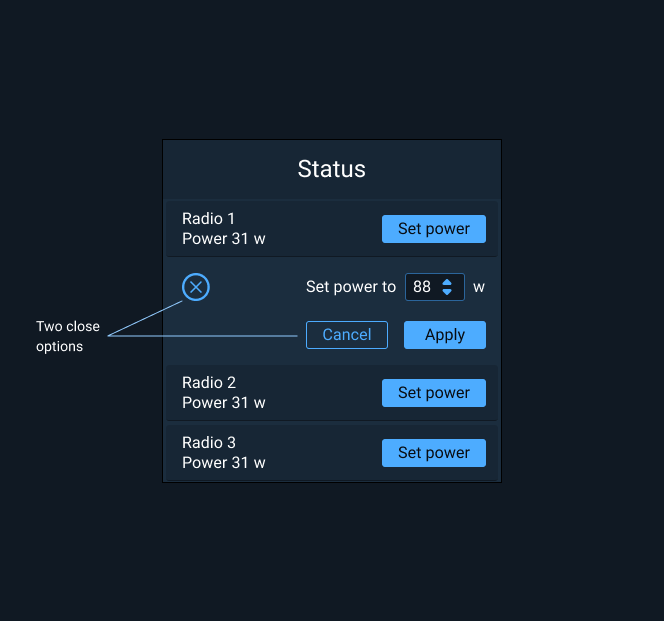 Status
Radio 1
Power 31 w
Set power
Set power to 88 w
Two close
options
Cancel
Apply
Radio 2
Power 31 w
Set power
Radio 3
Power 31 w
Set power